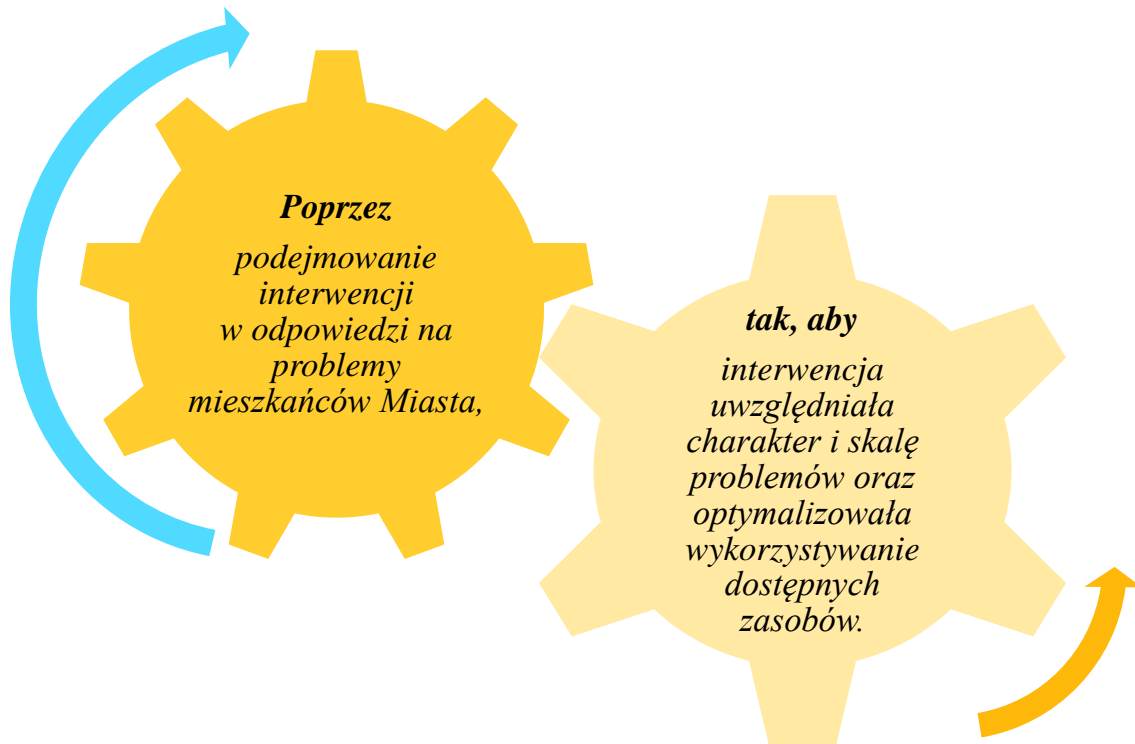 Poprzez
podejmowanie
interwencji
w odpowiedzi na
problemy
mieszkańców Miasta,
tak, aby
interwencja
uwzględniała
charakter i skalę
problemów oraz
optymalizowała
wykorzystywanie
dostępnych
zasobów.